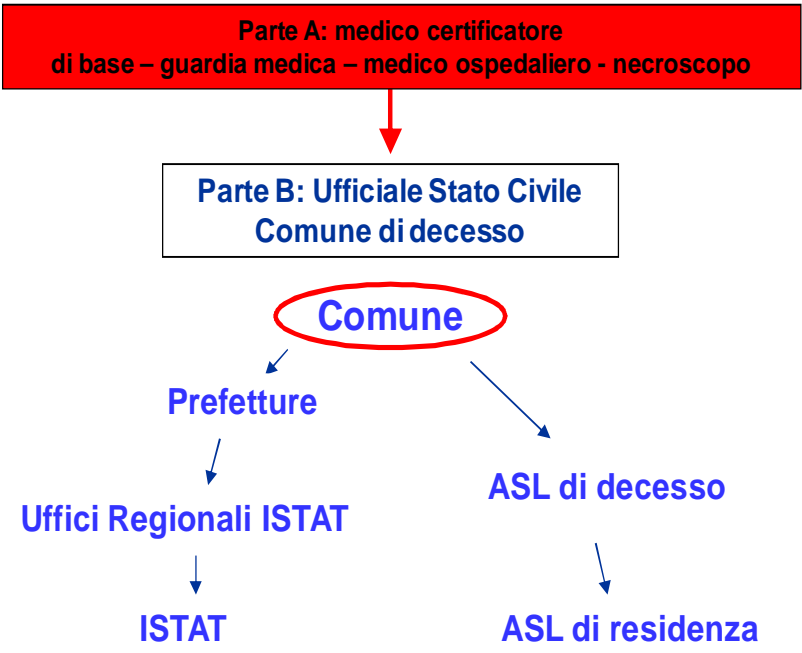 Parte A: medico certificatore
di base – guardia medica – medico ospedaliero - necroscopo
Parte B: Ufficiale Stato Civile
Comune di decesso
Comune
Prefetture
ASL di decesso
Uffici Regionali ISTAT
ISTAT
ASL di residenza